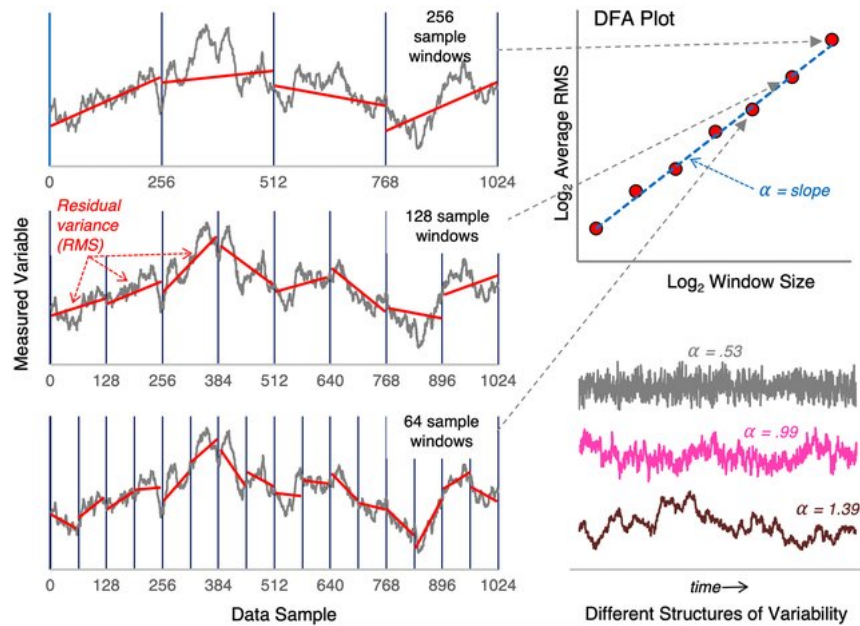 256
sample
windows
0
256
512
768
1024
Residual
variance
(RMS)
128 sample
windows
0
128
256
384
512
640
768
896
1024
64 sample
windows
0
128
256
384
512
640
768
896
1024
Measured Variable
Data Sample
DFA Plot
Log₂ Average RMS
α = slope
Log₂ Window Size
α = .53
α = .99
α = 1.39
time→
Different Structures of Variability